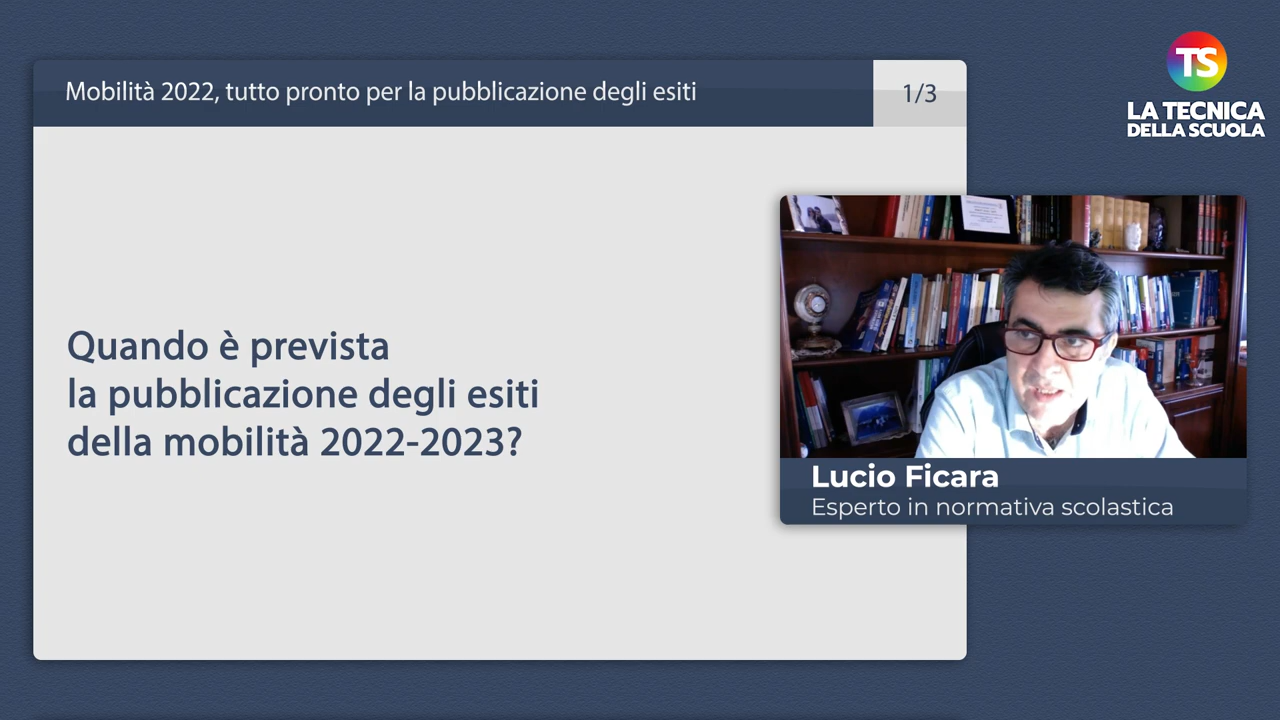 Mobilità 2022, tutto pronto per la pubblicazione degli esiti
1/3
TS
LA TECNICA
DELLA SCUOLA
Quando è prevista
la pubblicazione degli esiti
della mobilità 2022-2023?
Lucio Ficara
Esperto in normativa scolastica